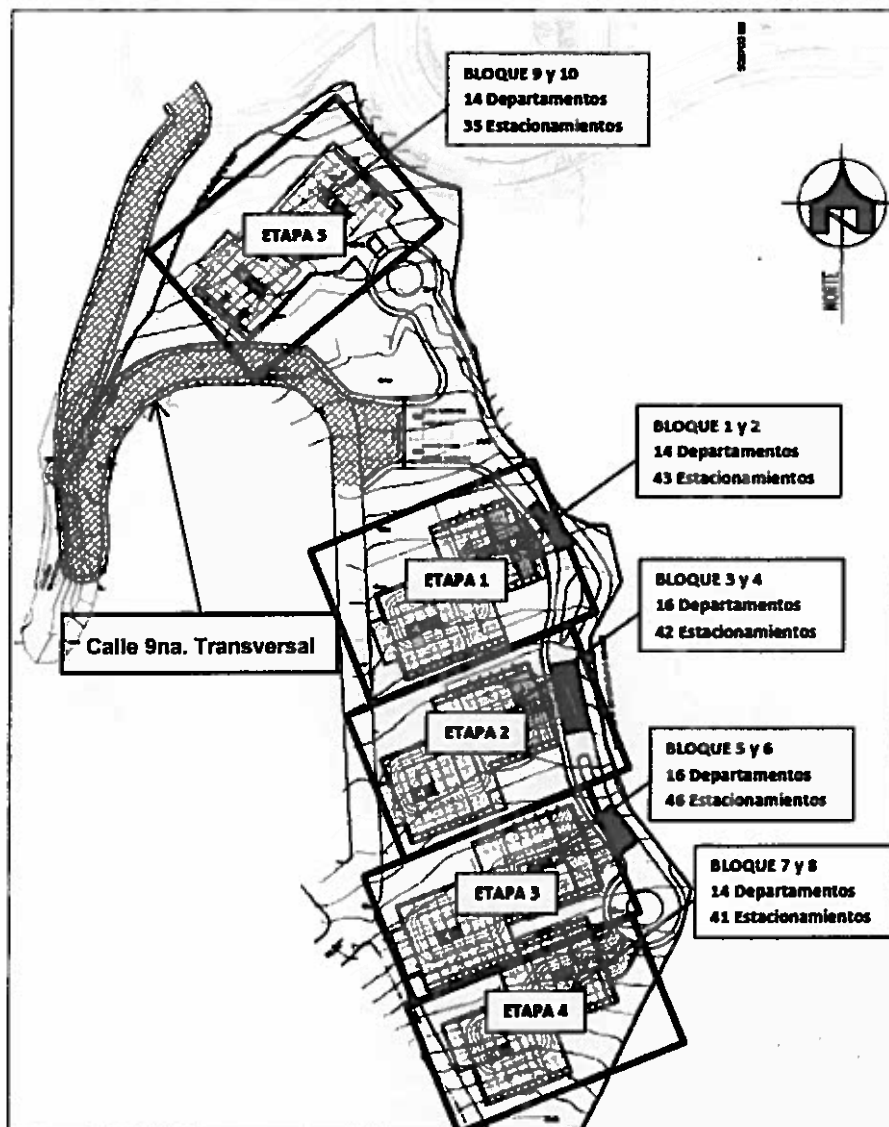 BLOQUE 9 y 10
14 Departamentos
35 Estacionamientos
ETAPA 5
NORTE
BLOQUE 1 y 2
14 Departamentos
43 Estacionamientos
ETAPA 1
BLOQUE 3 y 4
16 Departamentos
42 Estacionamientos
Calle 9na. Transversal
ETAPA 2
BLOQUE 5 y 6
16 Departamentos
46 Estacionamientos
BLOQUE 7 y 8
14 Departamentos
41 Estacionamientos
ETAPA 3
ETAPA 4